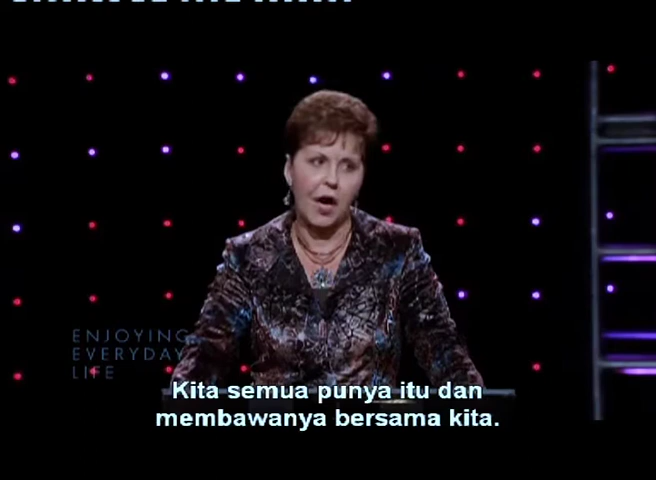 ENJOYING
EVERYDAY
LIFE
Kita semua punya itu dan
membawanya bersama kita.